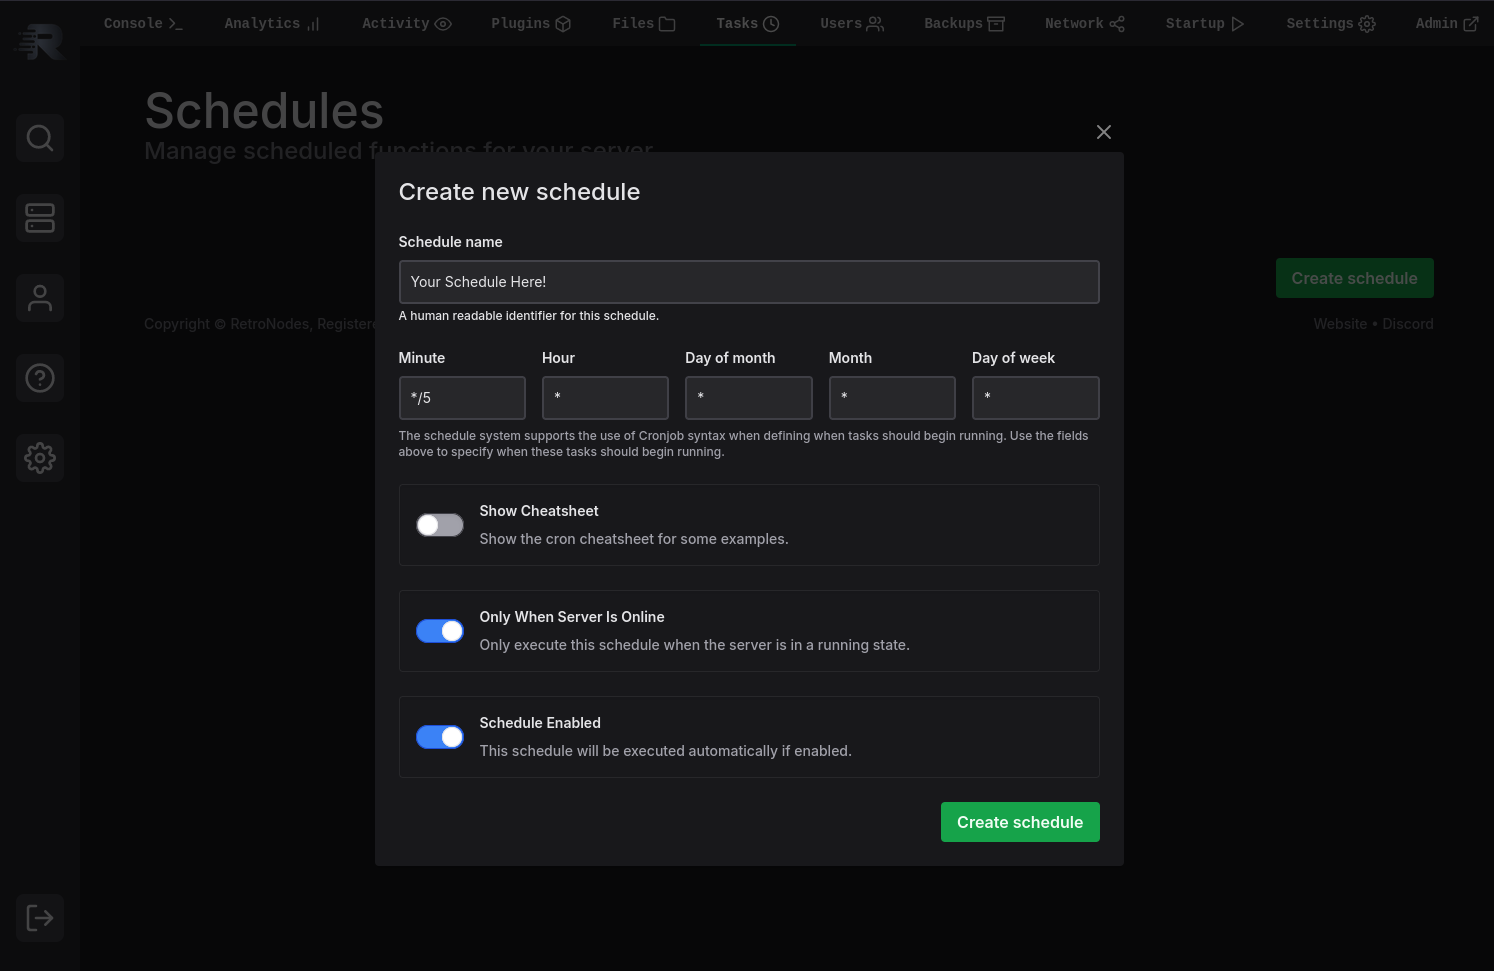 Console Analytics Activity Plugins Files Tasks Users Backups Network Startup Settings Admin
Schedules
Manage scheduled functions for your server
Create new schedule
Schedule name
Your Schedule Here!
A human readable identifier for this schedule.
Create schedule
Copyright © RetroNodes, Registere
Website • Discord
Minute Hour Day of month Month Day of week
*/5 * * * *
The schedule system supports the use of Cronjob syntax when defining when tasks should begin running. Use the fields
above to specify when these tasks should begin running.
Show Cheatsheet
Show the cron cheatsheet for some examples.
Only When Server Is Online
Only execute this schedule when the server is in a running state.
Schedule Enabled
This schedule will be executed automatically if enabled.
Create schedule